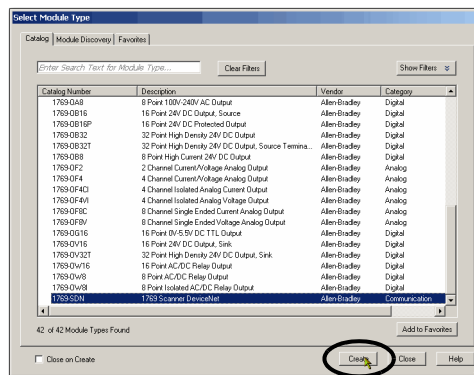 Select Module Type
Catalog Module Discovery Favorites
Enter Search Text for Module Type... Clear Filters Show Filters
Catalog Number Description Vendor Category
1769-OA8 8 Point 100V-240V AC Output Allen-Bradley Digital
1769-OB16 16 Point 24V DC Output, Source Allen-Bradley Digital
1769-OB16P 16 Point 24V DC Protected Output Allen-Bradley Digital
1769-OB32 32 Point High Density 24V DC Output Allen-Bradley Digital
1769-OB32T 32 Point High Density 24V DC Output, Source Termina... Allen-Bradley Digital
1769-OB8 8 Point High Current 24V DC Output Allen-Bradley Digital
1769-OF2 2 Channel Current/Voltage Analog Output Allen-Bradley Analog
1769-OF4 4 Channel Current/Voltage Analog Output Allen-Bradley Analog
1769-OF4CI 4 Channel Isolated Analog Current Output Allen-Bradley Analog
1769-OF4VI 4 Channel Isolated Analog Voltage Output Allen-Bradley Analog
1769-OF8C 8 Channel Single Ended Current Analog Output Allen-Bradley Analog
1769-OF8V 8 Channel Single Ended Voltage Analog Output Allen-Bradley Analog
1769-OG16 16 Point 0V-5.5V DC TTL Output Allen-Bradley Digital
1769-OV16 16 Point 24V DC Output, Sink Allen-Bradley Digital
1769-OV32T 32 Point High Density 24V DC Output, Sink Allen-Bradley Digital
1769-OW16 16 Point AC/DC Relay Output Allen-Bradley Digital
1769-OW8 8 Point AC/DC Relay Output Allen-Bradley Digital
1769-OW8I 8 Point Isolated AC/DC Relay Output Allen-Bradley Digital
1769-SDN 1769 Scanner DeviceNet Allen-Bradley Communication
42 of 42 Module Types Found Add to Favorites
Close on Create Create Close Help